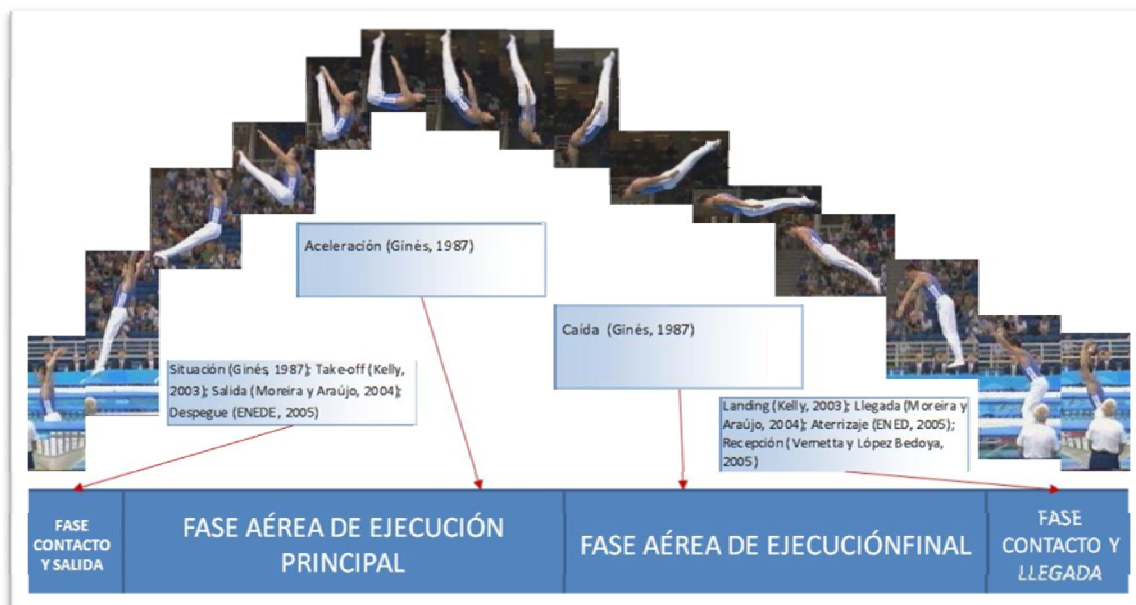 Aceleración (Ginés, 1987)
Caída (Ginés, 1987)
Situación (Ginés, 1987); Take-off (Kelly,
2003); Salida (Moreira y Araújo, 2004);
Despegue (ENEDE, 2005)
Landing (Kelly, 2003); Llegada (Moreira y
Araújo, 2004); Aterrizaje (ENED, 2005);
Recepción (Vernetta y López Bedoya,
2005)
FASE
CONTACTO
Y SALIDA
FASE AÉREA DE EJECUCIÓN
PRINCIPAL
FASE AÉREA DE EJECUCIÓNFINAL
FASE
CONTACTO Y
LLEGADA